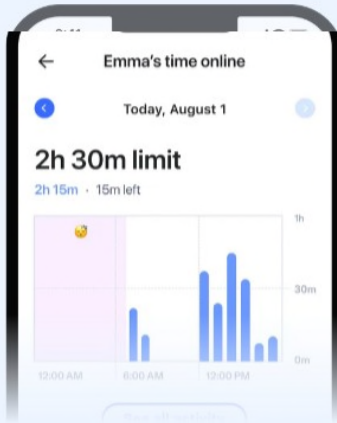 Emma's time online
Today, August 1
2h 30m limit
2h 15m · 15m left
1h
30m
0m
12:00 AM
6:00 AM
12:00 PM